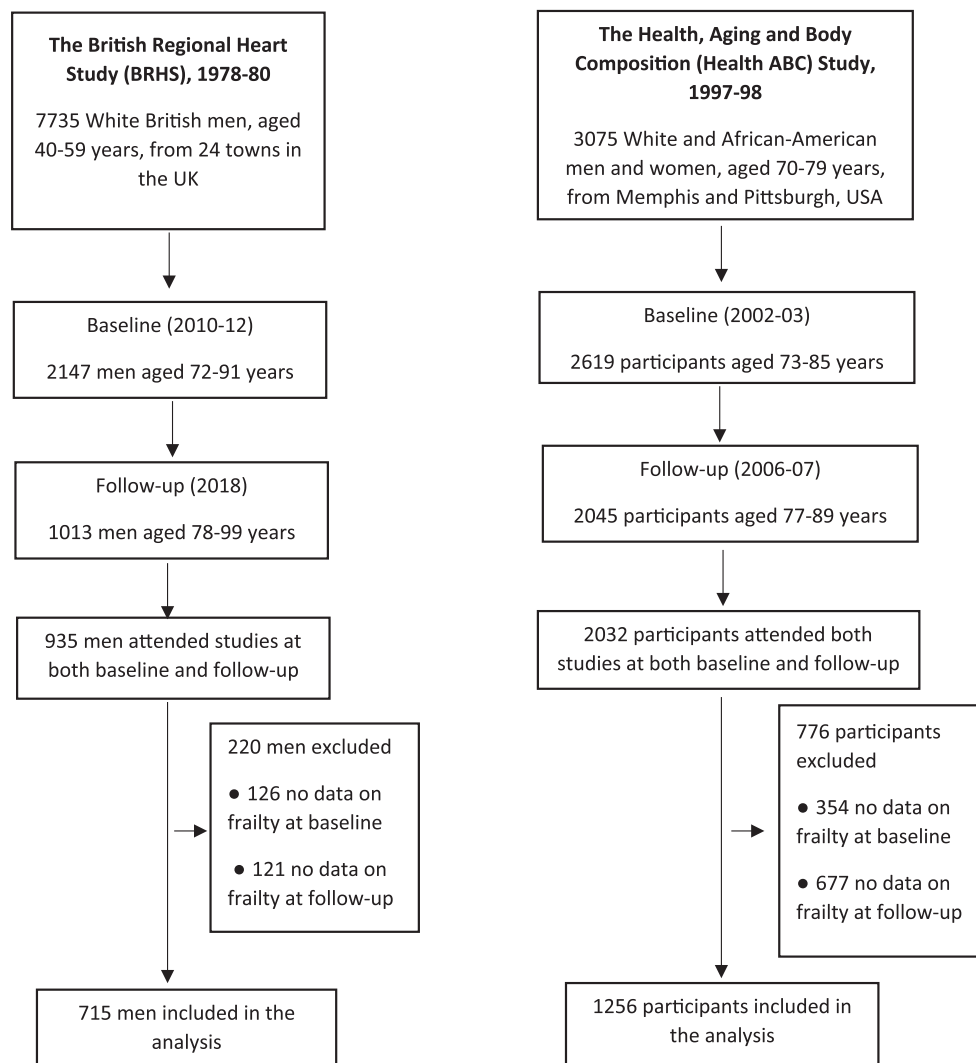 The British Regional Heart
Study (BRHS), 1978-80
7735 White British men, aged
40-59 years, from 24 towns in
the UK
Baseline (2010-12)
2147 men aged 72-91 years
Follow-up (2018)
1013 men aged 78-99 years
935 men attended studies at
both baseline and follow-up
220 men excluded
● 126 no data on
frailty at baseline
● 121 no data on
frailty at follow-up
715 men included in the
analysis
The Health, Aging and Body
Composition (Health ABC) Study,
1997-98
3075 White and African-American
men and women, aged 70-79 years,
from Memphis and Pittsburgh, USA
Baseline (2002-03)
2619 participants aged 73-85 years
Follow-up (2006-07)
2045 participants aged 77-89 years
2032 participants attended both
studies at both baseline and follow-up
776 participants
excluded
● 354 no data on
frailty at baseline
● 677 no data on
frailty at follow-up
1256 participants included in
the analysis